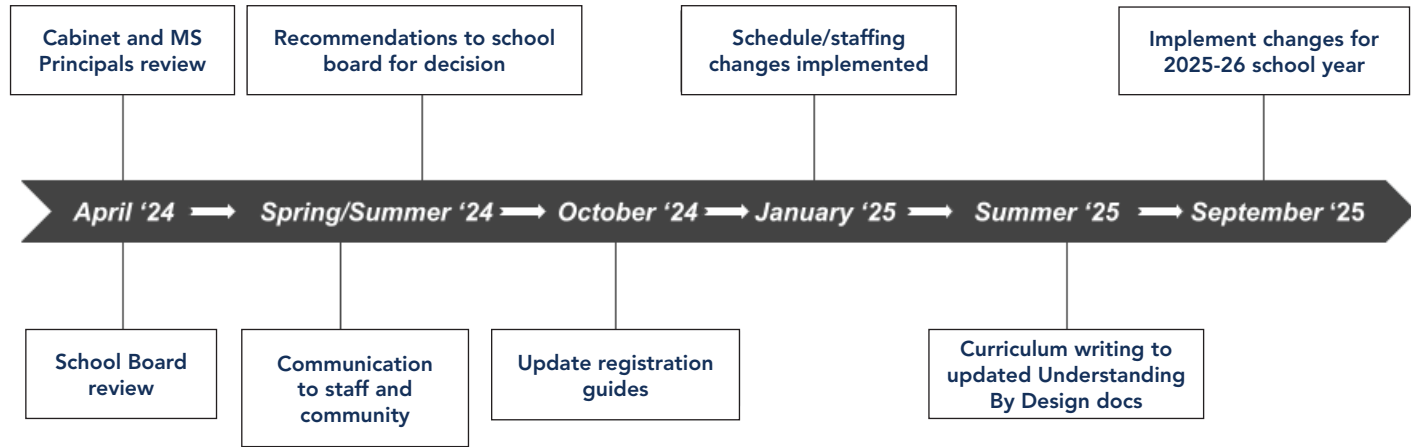 Cabinet and MS
Principals review
Recommendations to school
board for decision
Schedule/staffing
changes implemented
Implement changes for
2025-26 school year
April ‘24
Spring/Summer ‘24
October ‘24
January ‘25
Summer ‘25
September ‘25
School Board
review
Communication
to staff and
community
Update registration
guides
Curriculum writing to
updated Understanding
By Design docs